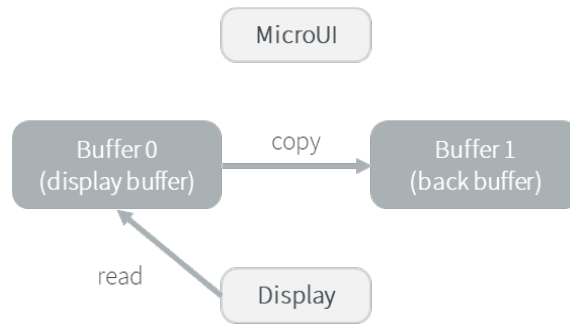 MicroUI
Buffer 0
(display buffer)
copy
Buffer 1
(back buffer)
read
Display